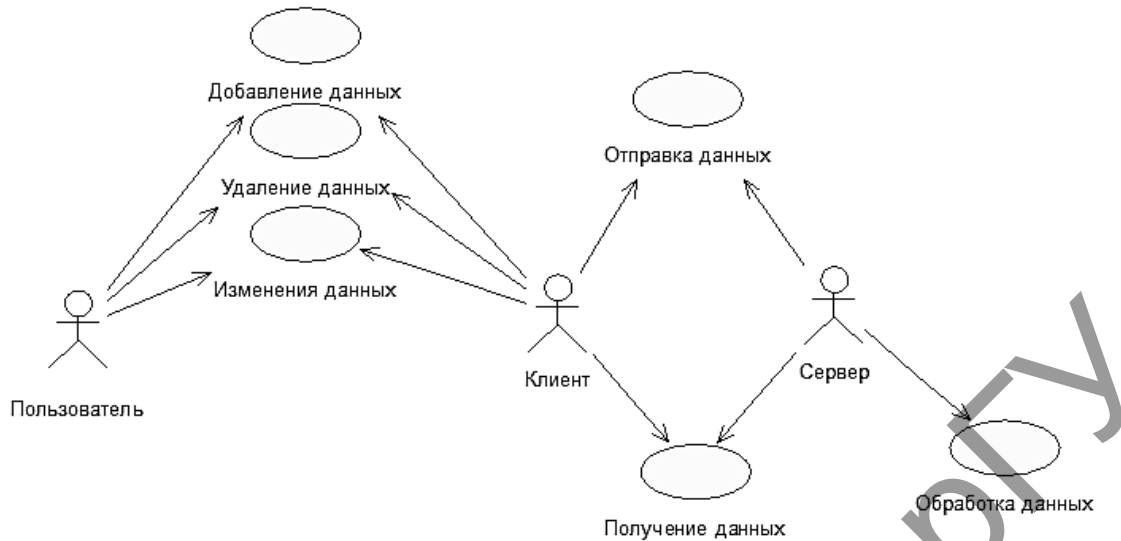 Добавление данных
Отправка данных
Удаление данных
Изменения данных
Клиент
Сервер
Пользователь
Обработка данных
Получение данных